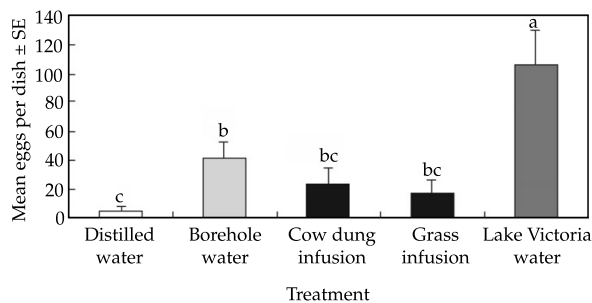 Mean eggs per dish ± SE
140
120
100
80
60
40
20
0
c
b
bc
bc
a
Distilled water
Borehole water
Cow dung infusion
Grass infusion
Lake Victoria water
Treatment